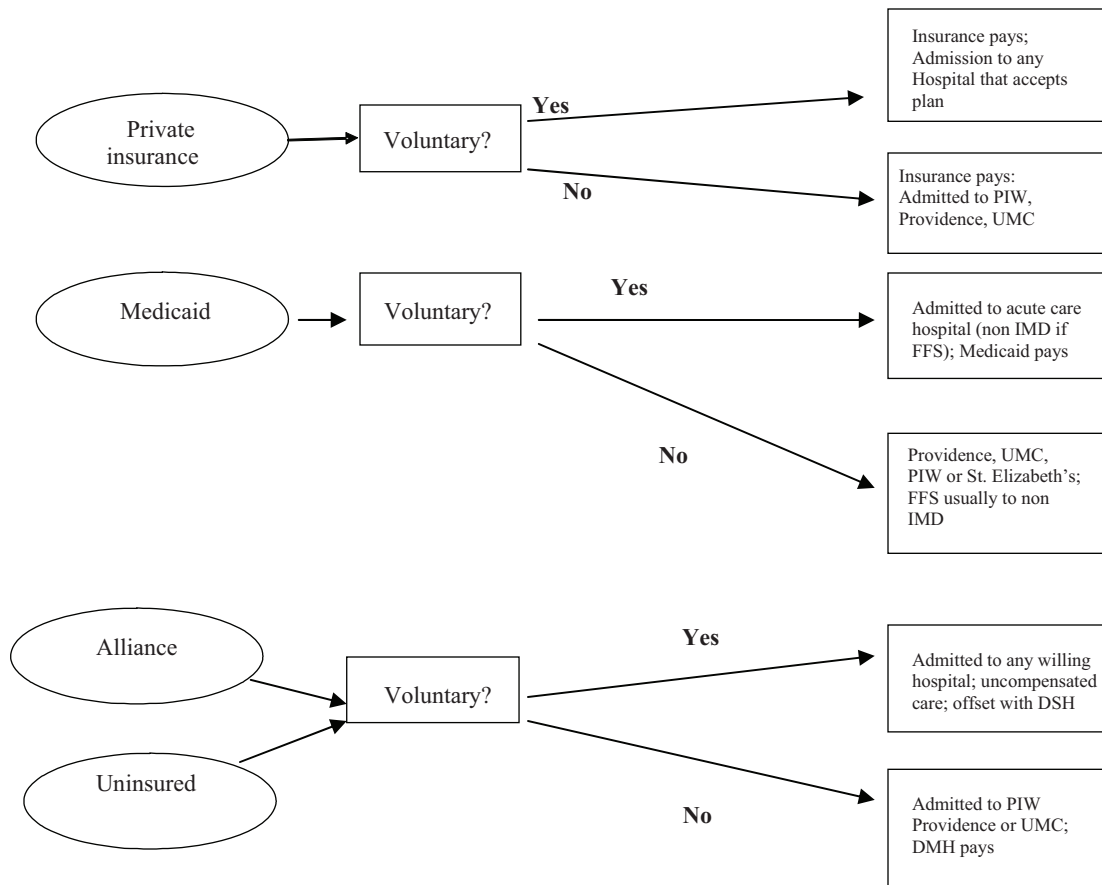 Private
insurance
Voluntary?
Yes
Insurance pays;
Admission to any
Hospital that accepts
plan
No
Insurance pays:
Admitted to PIW,
Providence, UMC
Medicaid
Voluntary?
Yes
Admitted to acute care
hospital (non IMD if
FFS); Medicaid pays
No
Providence, UMC,
PIW or St. Elizabeth's;
FFS usually to non
IMD
Alliance
Uninsured
Voluntary?
Yes
Admitted to any willing
hospital; uncompensated
care; offset with DSH
No
Admitted to PIW
Providence or UMC;
DMH pays